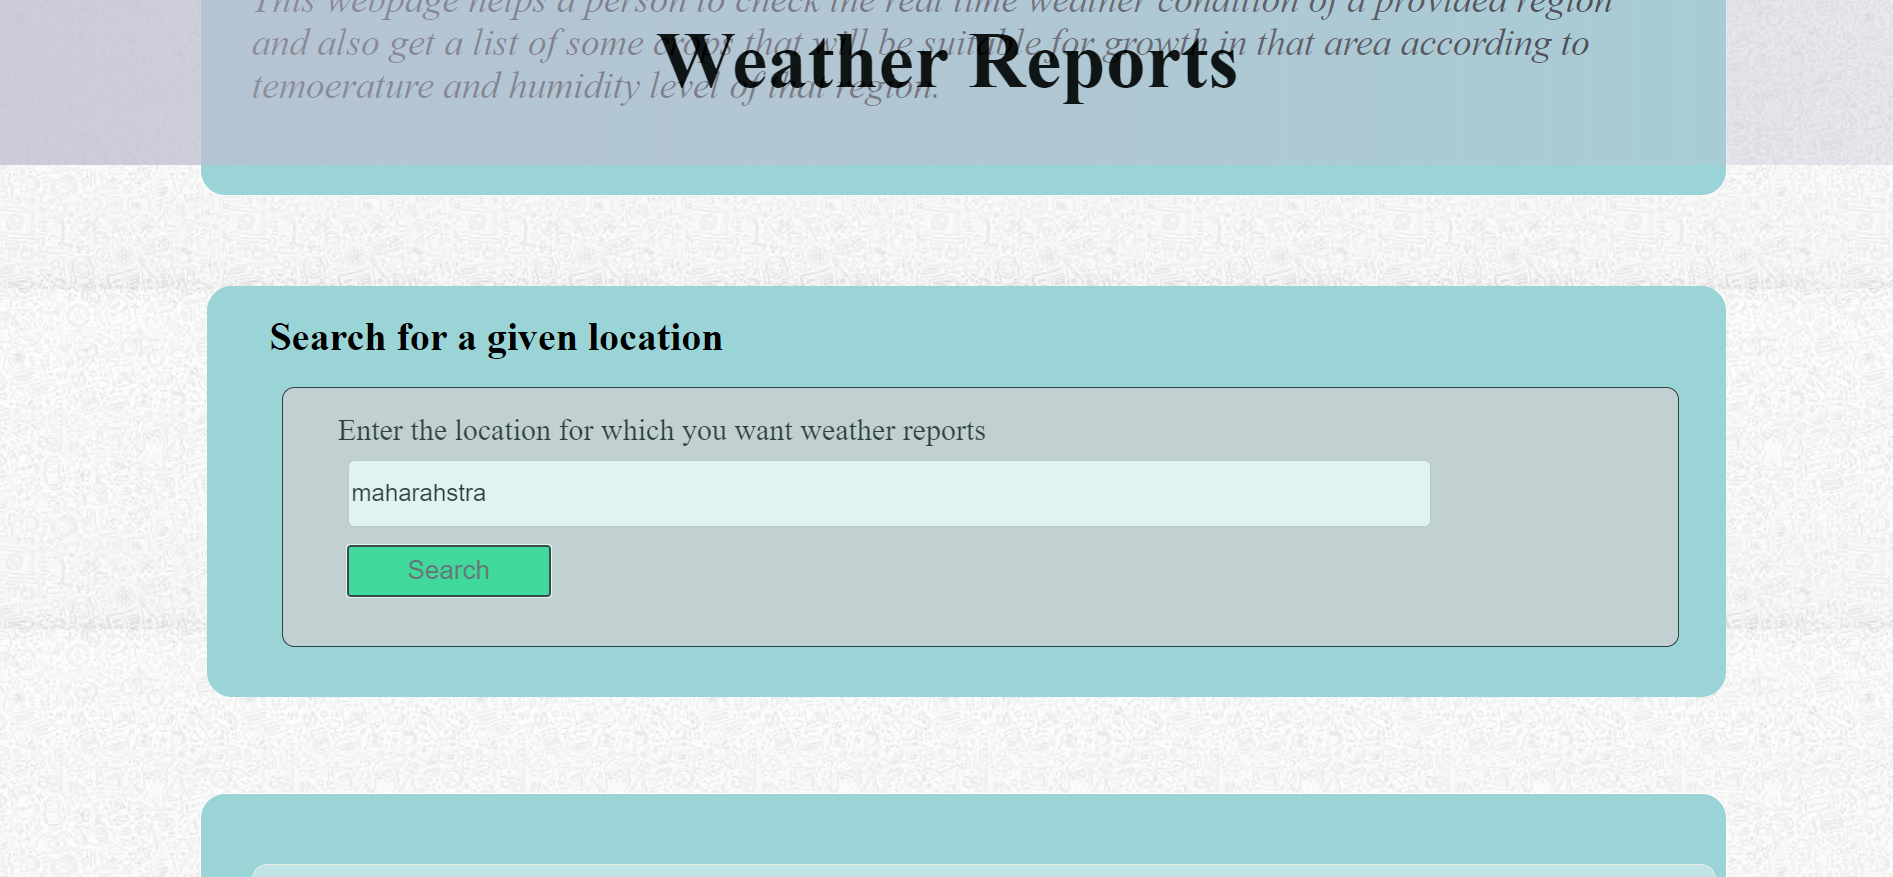 This webpage helps a person to check the real time weather condition of a provided region
and also get a list of some crops that will be suitable for growth in that area according to
temoerature and humidity level of that region.
Weather Reports
Search for a given location
Enter the location for which you want weather reports
maharahstra
Search